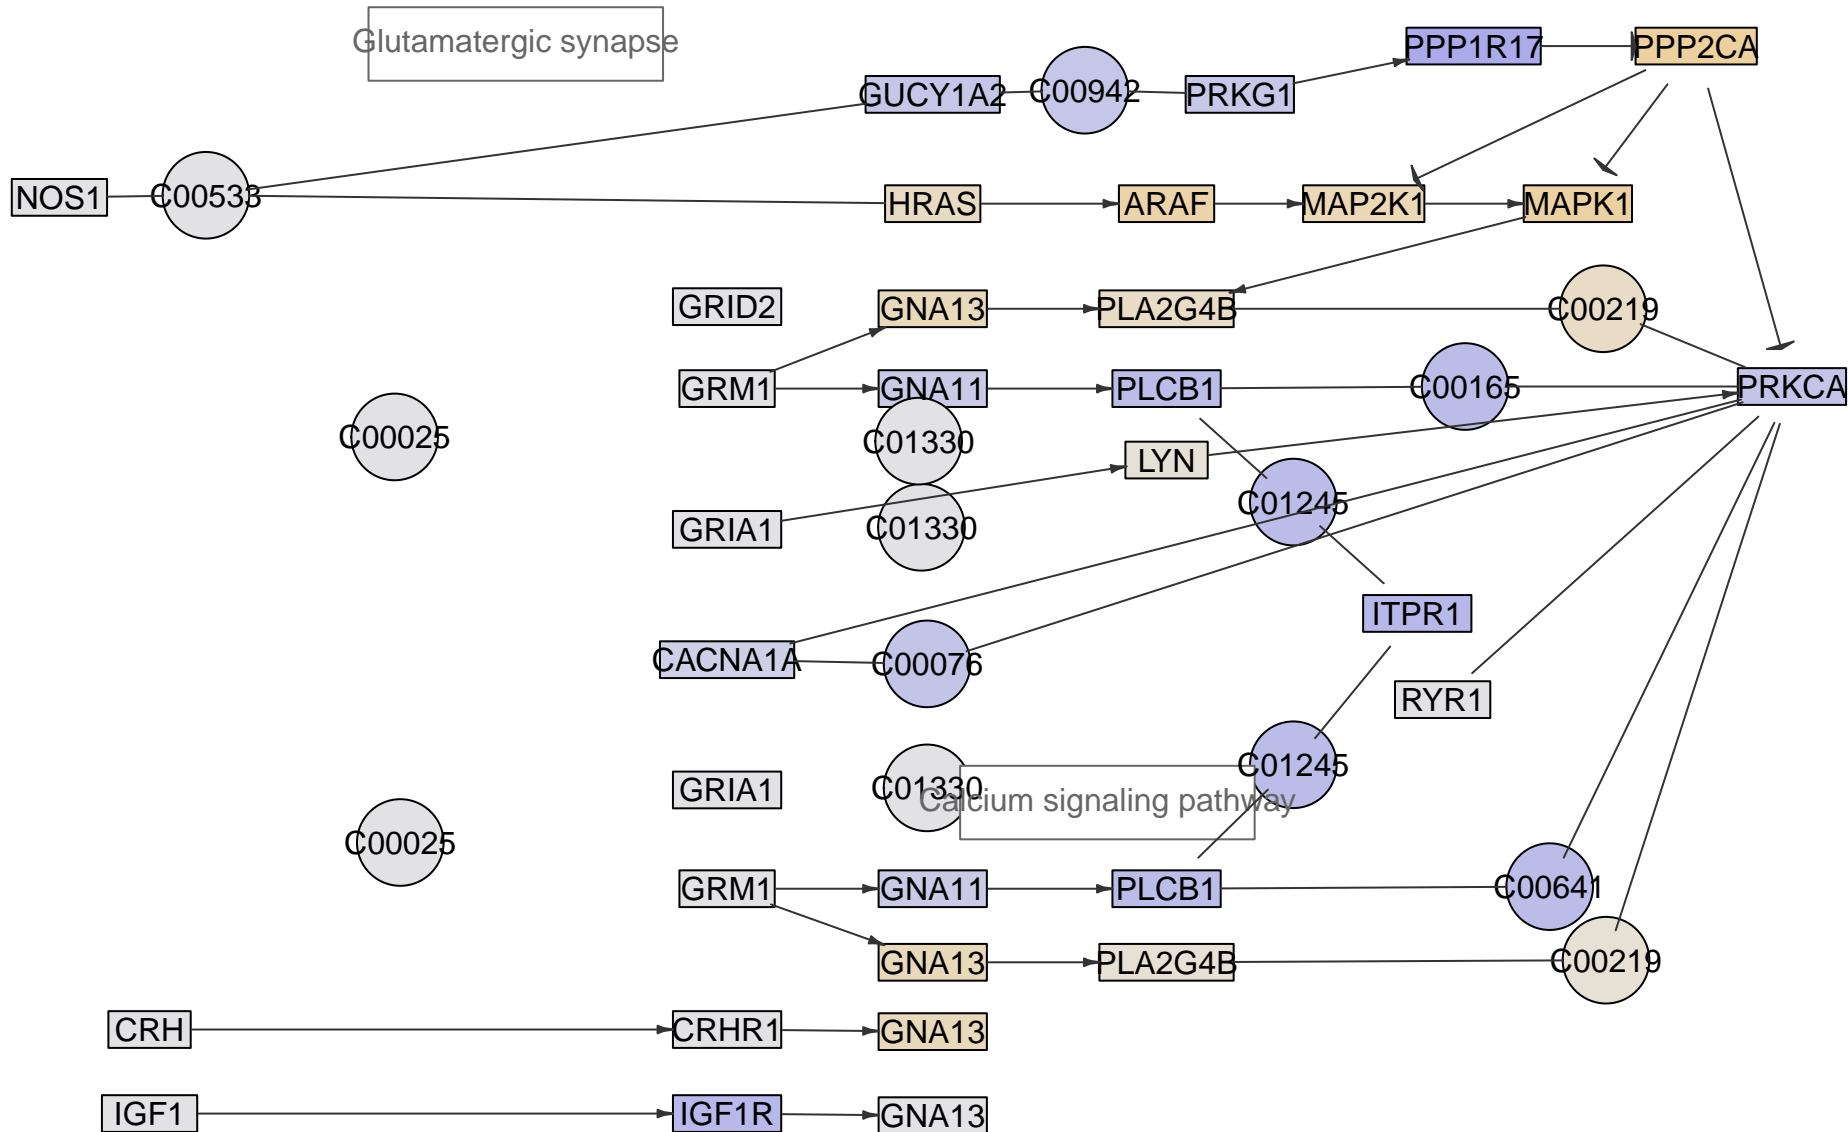 Glutamatergic synapse
PPP1R17
PPP2CA
GUCY1A2
C00942
PRKG1
NOS1
C00533
HRAS
ARAF
MAP2K1
MAPK1
GRID2
GNA13
PLA2G4B
C00219
GRM1
GNA11
PLCB1
C00165
PRKCA
C00025
C01330
LYN
C01245
GRIA1
C01330
ITPR1
CACNA1A
C00076
RYR1
C01245
GRIA1
C01330
Calcium signaling pathway
C00025
GRM1
GNA11
PLCB1
C00641
GNA13
PLA2G4B
C00219
CRH
CRHR1
GNA13
IGF1
IGF1R
GNA13